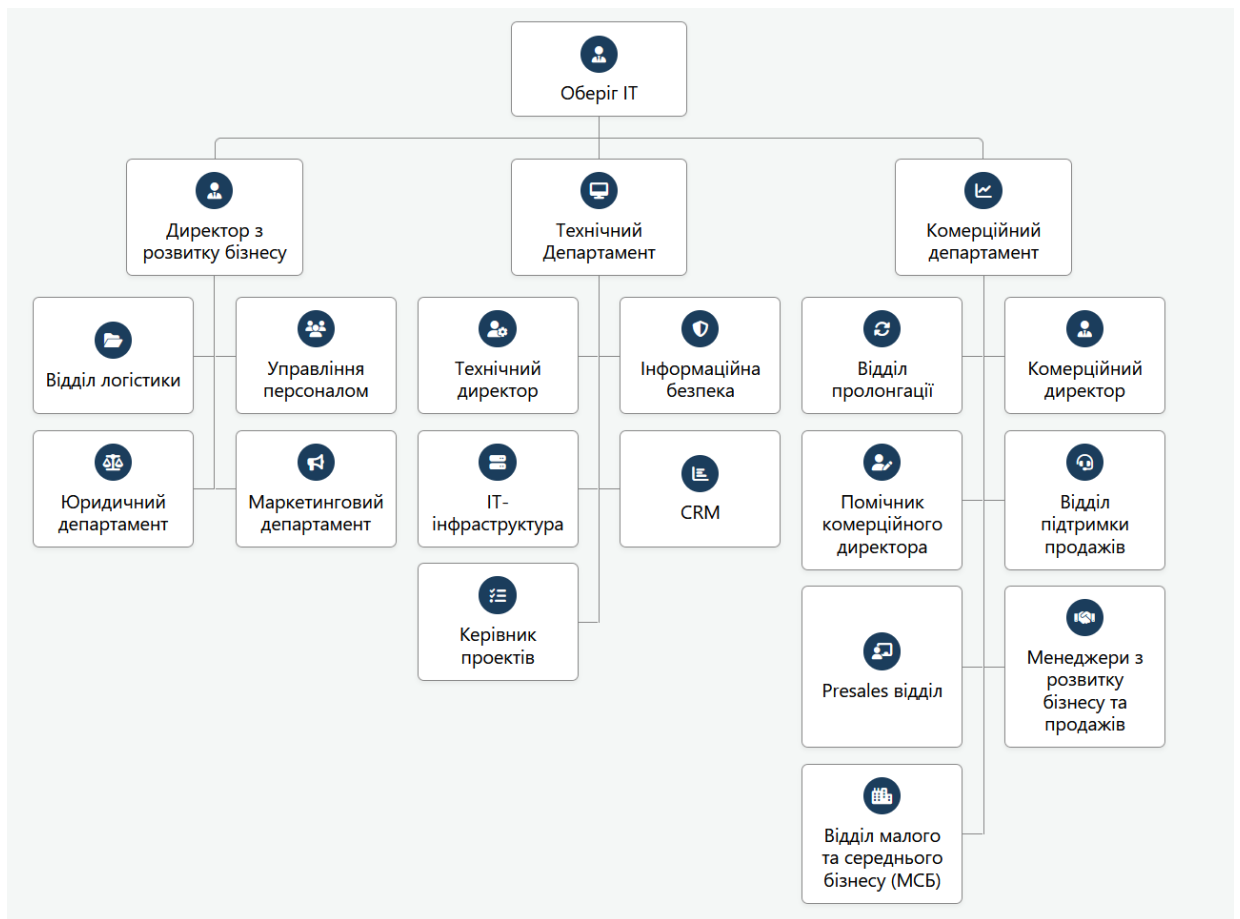 Оберіг ІТ
Директор з
розвитку бізнесу
Технічний
Департамент
Комерційний
департамент
Відділ логістики
Управління
персоналом
Технічний
директор
Інформаційна
безпека
Відділ
пролонгації
Комерційний
директор
Юридичний
департамент
Маркетинговий
департамент
ІТ-
інфраструктура
CRM
Помічник
комерційного
директора
Відділ
підтримки
продажів
Керівник
проектів
Presales відділ
Менеджери з
розвитку
бізнесу та
продажів
Відділ малого
та середнього
бізнесу (МСБ)